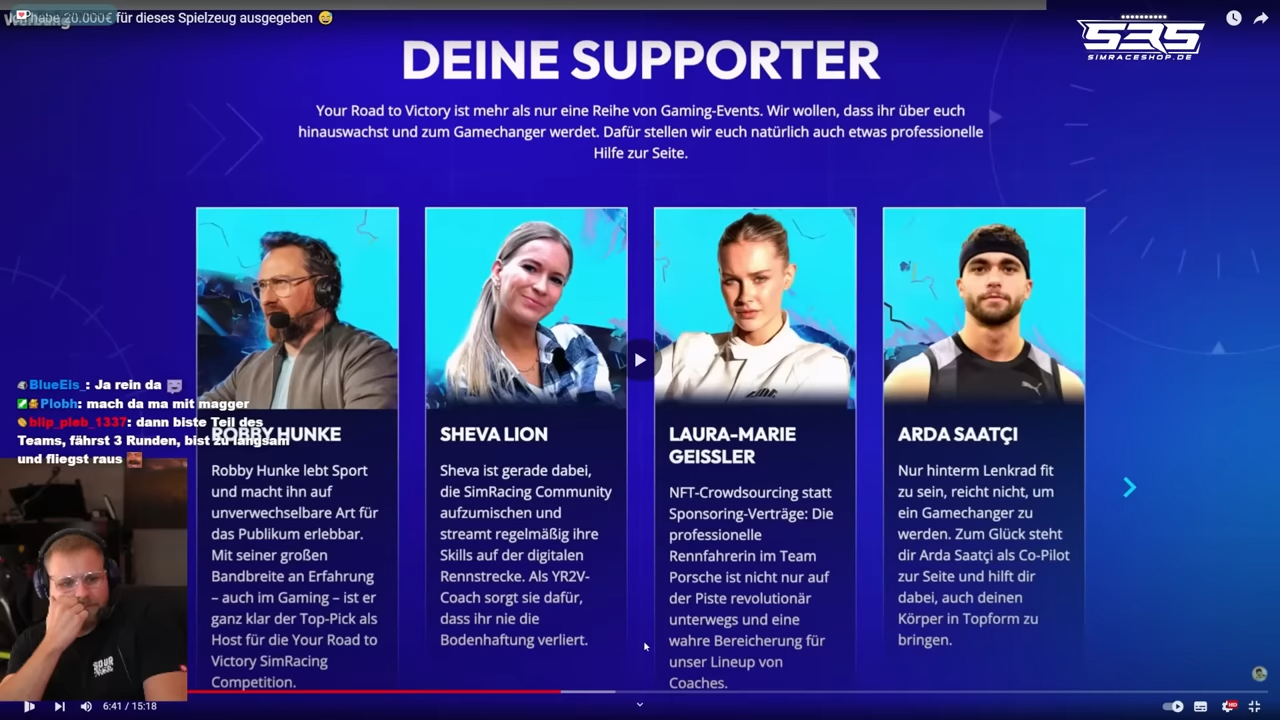 Ich habe 20.000€ für dieses Spielzeug ausgegeben 😅
Werbung
SRS
SIMRACESHOP.DE
DEINE SUPPORTER
Your Road to Victory ist mehr als nur eine Reihe von Gaming-Events. Wir wollen, dass ihr über euch
hinauswachst und zum Gamechanger werdet. Dafür stellen wir euch natürlich auch etwas professionelle
Hilfe zur Seite.
BlueEis_: Ja rein da
Plobh: mach da ma mit magger
blip_pleb_1337: dann biste Teil des
Teams, fährst 3 Runden, bist zu langsam
und fliegst raus
ROBBY HUNKE
Robby Hunke lebt Sport
und macht ihn auf
unverwechselbare Art für
das Publikum erlebbar.
Mit seiner großen
Bandbreite an Erfahrung
– auch im Gaming – ist er
ganz klar der Top-Pick als
Host für die Your Road to
Victory SimRacing
Competition.
SHEVA LION
Sheva ist gerade dabei,
die SimRacing Community
aufzumischen und
streamt regelmäßig ihre
Skills auf der digitalen
Rennstrecke. Als YR2V-
Coach sorgt sie dafür,
dass ihr nie die
Bodenhaftung verliert.
LAURA-MARIE
GEISSLER
NFT-Crowdsourcing statt
Sponsoring-Verträge: Die
professionelle
Rennfahrerin im Team
Porsche ist nicht nur auf
der Piste revolutionär
unterwegs und eine
wahre Bereicherung für
unser Lineup von
Coaches.
ARDA SAATÇI
Nur hinterm Lenkrad fit
zu sein, reicht nicht, um
ein Gamechanger zu
werden. Zum Glück steht
dir Arda Saatçi als Co-Pilot
zur Seite und hilft dir
dabei, auch deinen
Körper in Topform zu
bringen.
6:41 / 15:18
HD